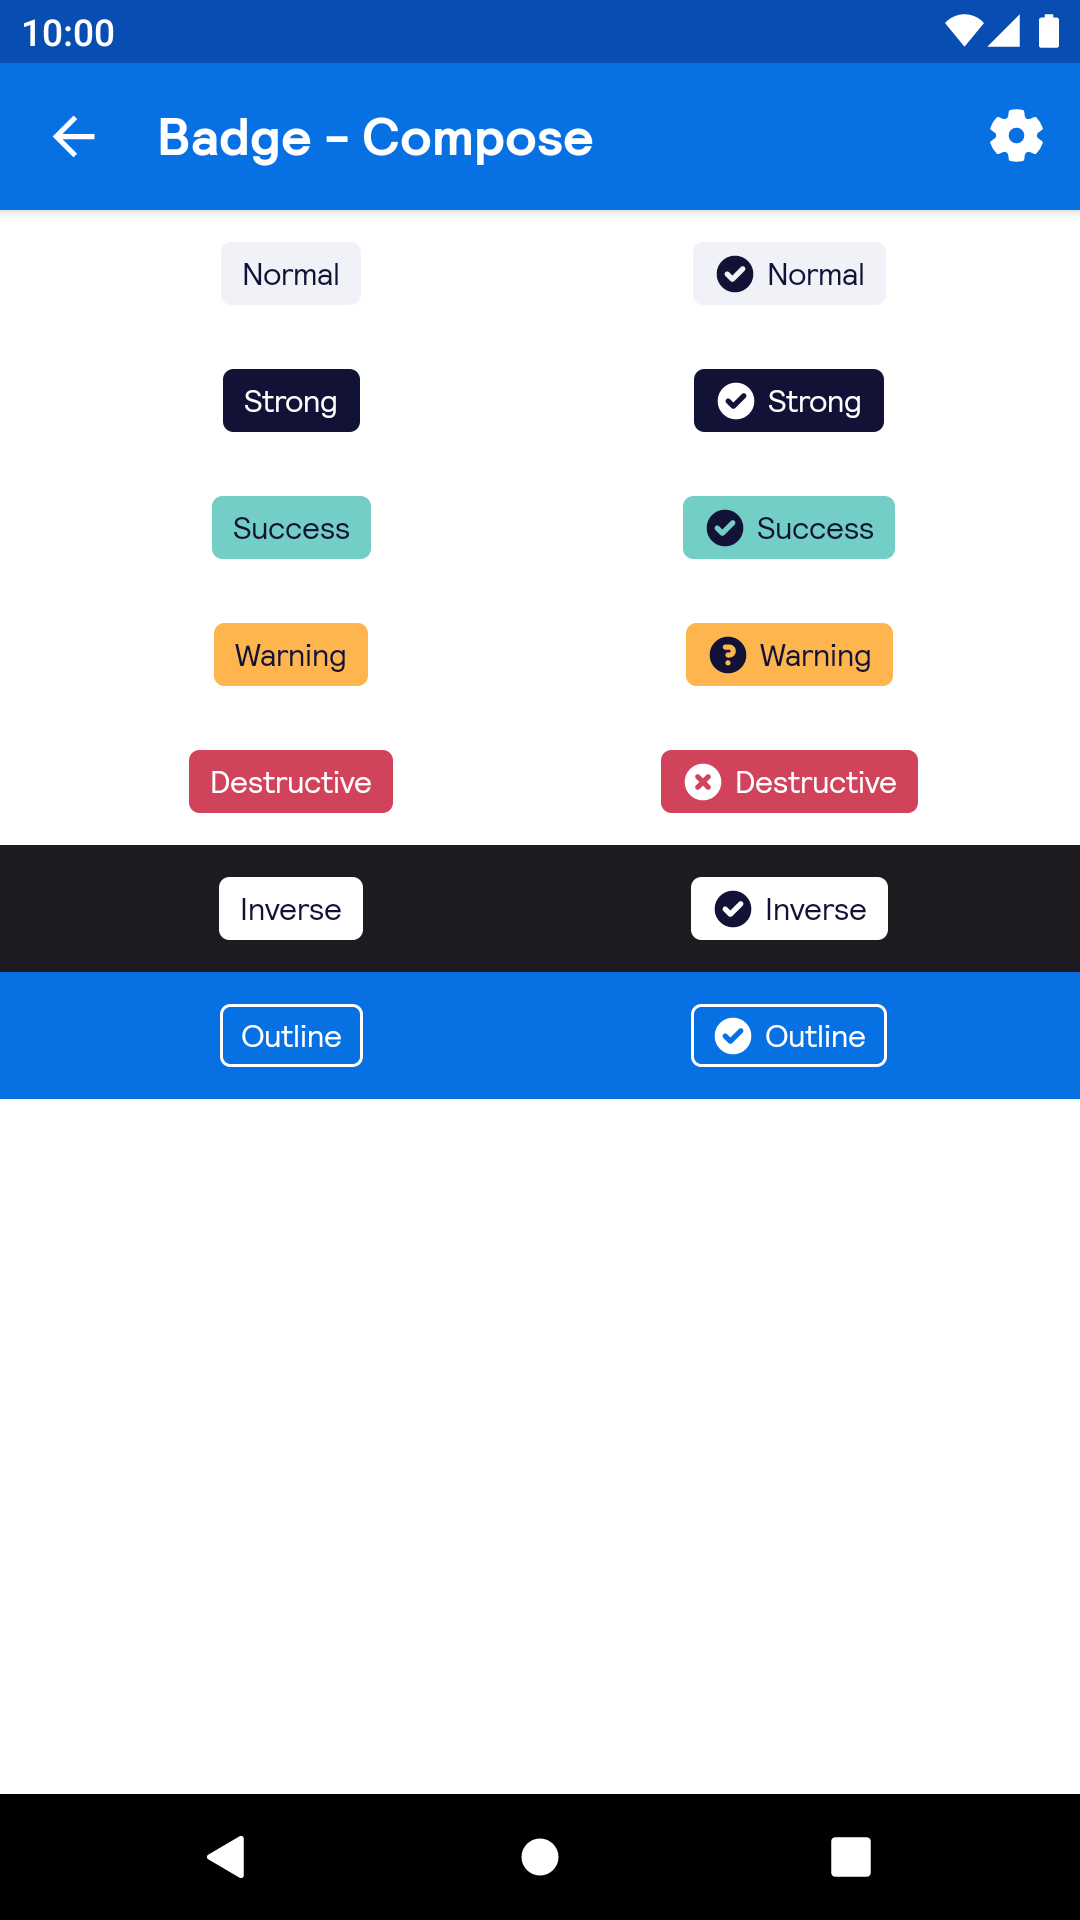 10:00
Badge - Compose
Normal Normal
Strong Strong
Success Success
Warning Warning
Destructive Destructive
Inverse Inverse
Outline Outline